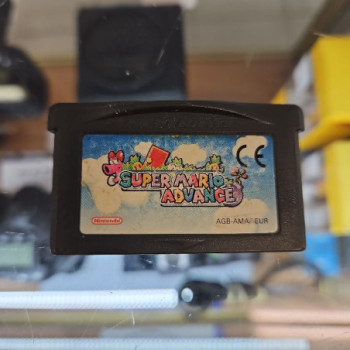 CE
SUPER MARIO
ADVANCE
Nintendo
AGB-AMAP-EUR